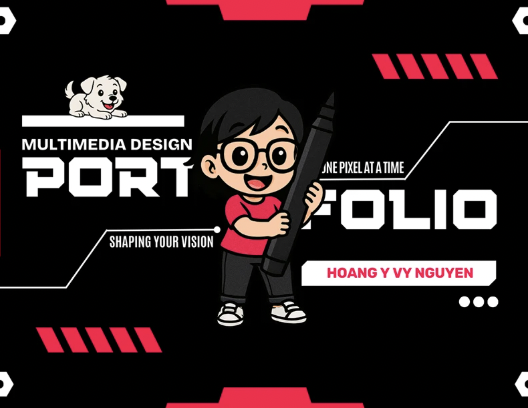 MULTIMEDIA DESIGN
PORT
SHAPING YOUR VISION
ONE PIXEL AT A TIME
FOLIO
HOANG Y VY NGUYEN